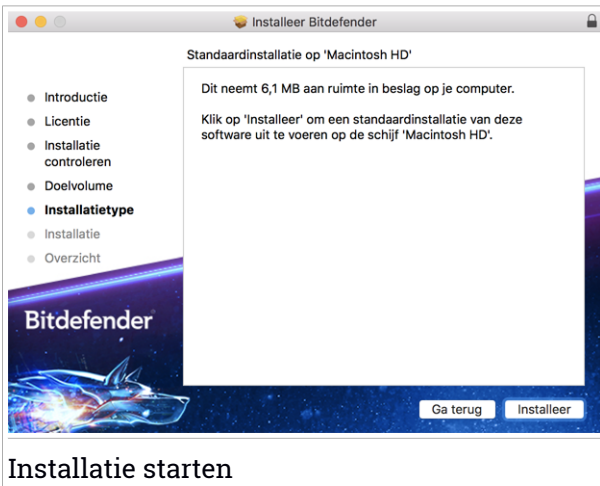 Installeer Bitdefender
Standaardinstallatie op 'Macintosh HD'
Introductie
Licentie
Installatie
controleren
Doelvolume
Installatietype
Installatie
Overzicht
Dit neemt 6,1 MB aan ruimte in beslag op je computer.
Klik op 'Installeer' om een standaardinstallatie van deze
software uit te voeren op de schijf 'Macintosh HD'.
Bitdefender
Ga terug
Installeer
Installatie starten